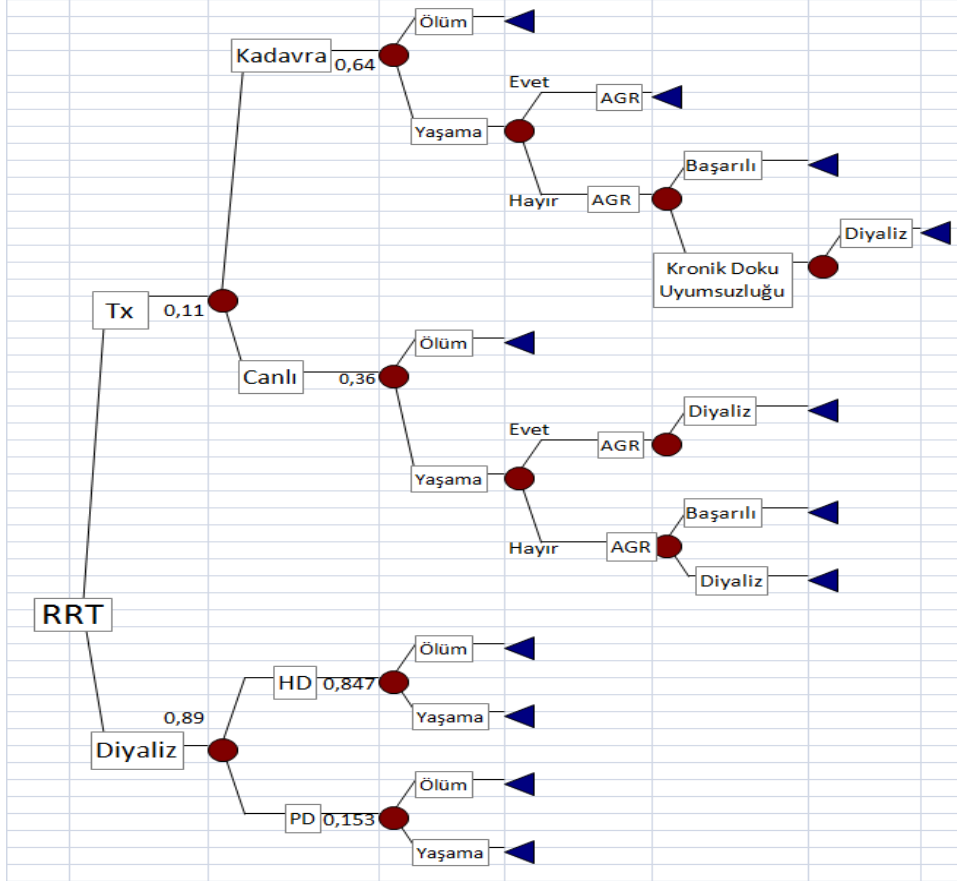 Ölüm
Kadavra
0,64
Evet
AGR
Yaşama
Başarılı
Hayır
AGR
Diyaliz
Kronik Doku
Uyumsuzluğu
Tx
0,11
Ölüm
Canlı
0,36
Diyaliz
Evet
AGR
Yaşama
Başarılı
Hayır
AGR
Diyaliz
RRT
Ölüm
HD
0,847
Yaşama
0,89
Diyaliz
Ölüm
PD
0,153
Yaşama